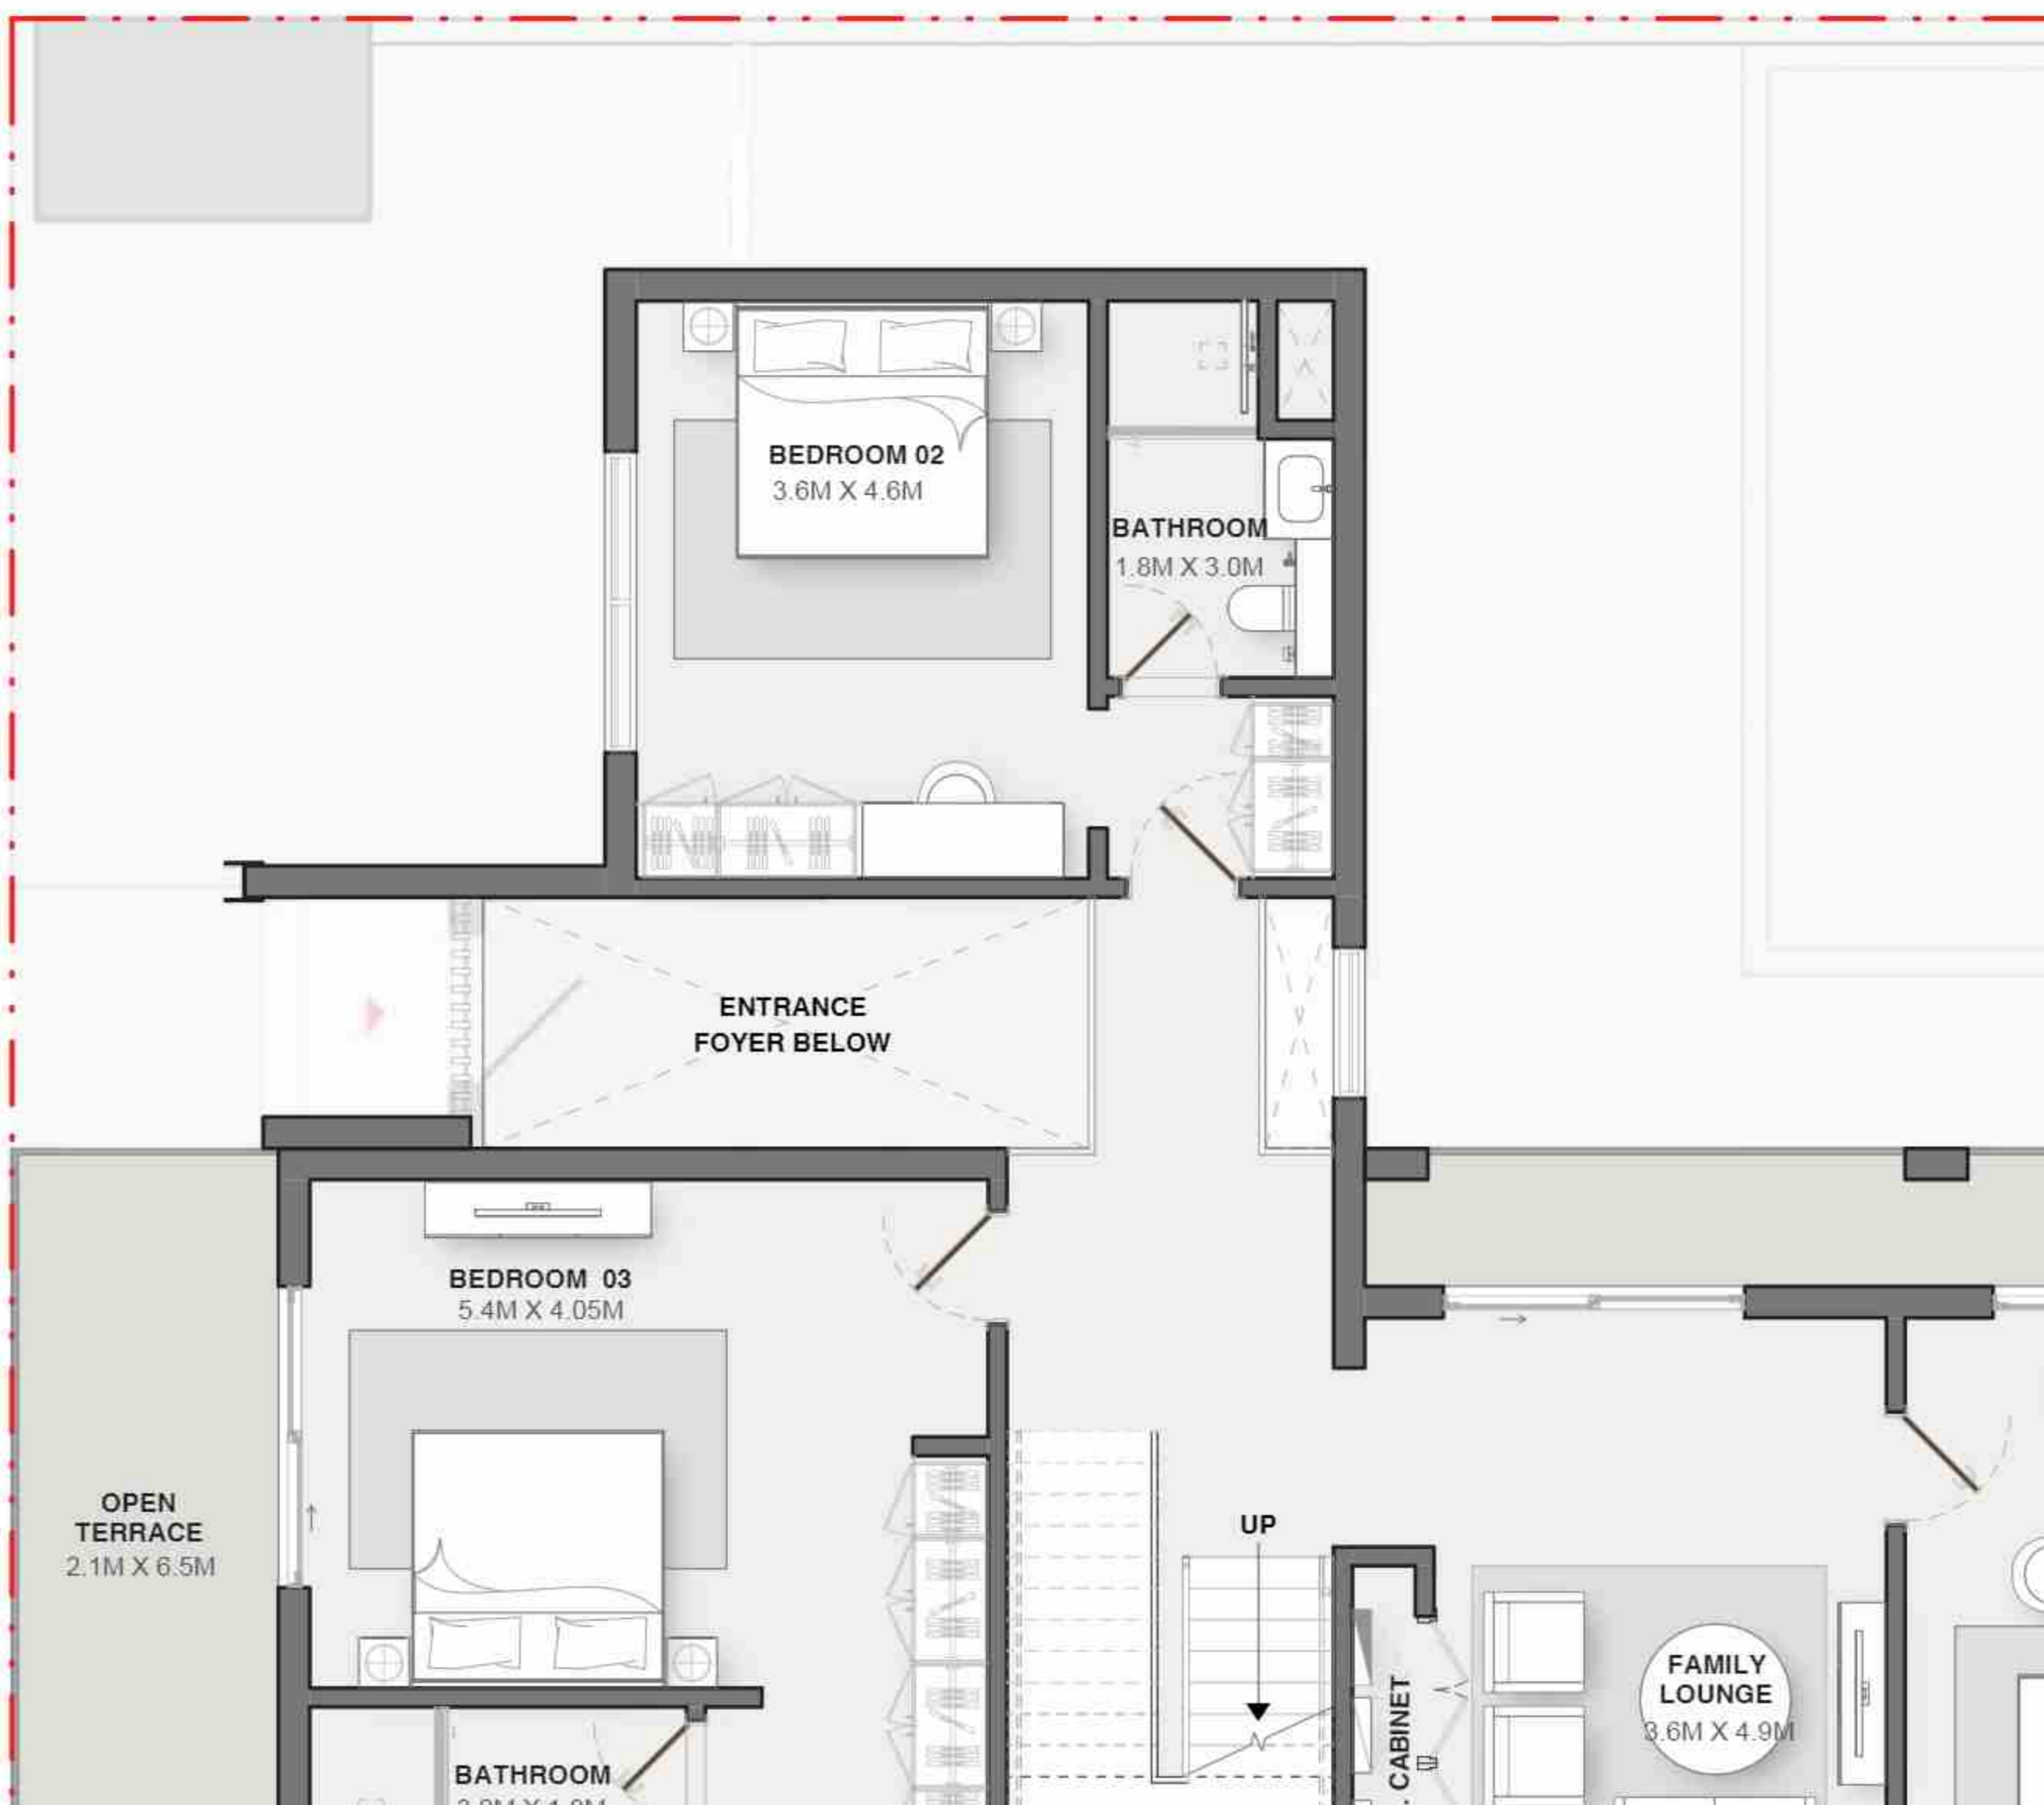 BEDROOM 02
3.6M X 4.6M
BATHROOM
1.8M X 3.0M
ENTRANCE
FOYER BELOW
BEDROOM 03
5.4M X 4.05M
OPEN
TERRACE
2.1M X 6.5M
UP
FAMILY
LOUNGE
3.6M X 4.9M
CABINET
BATHROOM